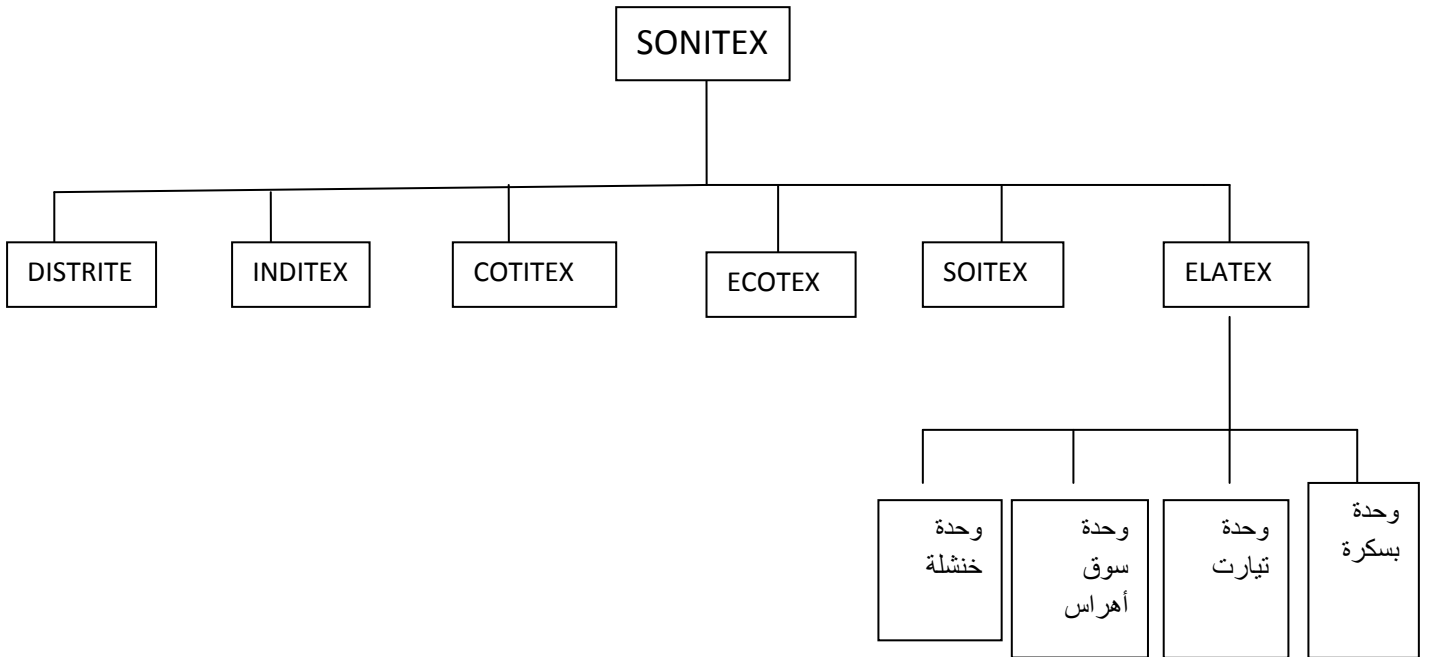 SONITEX
DISTRITE
INDITEX
COTITEX
ECOTEX
SOITEX
ELATEX
وحدة
بسكرة
وحدة
تيارت
وحدة
سوق
أهراس
وحدة
خنشلة